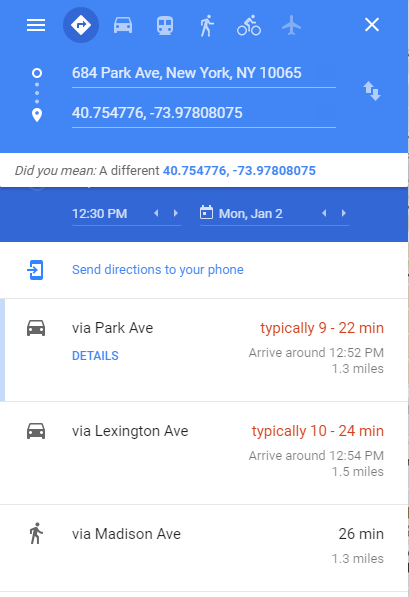 684 Park Ave, New York, NY 10065
40.754776, -73.97808075
Did you mean: A different 40.754776, -73.97808075
12:30 PM Mon, Jan 2
Send directions to your phone
via Park Ave typically 9 - 22 min
DETAILS Arrive around 12:52 PM
1.3 miles
via Lexington Ave typically 10 - 24 min
Arrive around 12:54 PM
1.5 miles
via Madison Ave 26 min
1.3 miles